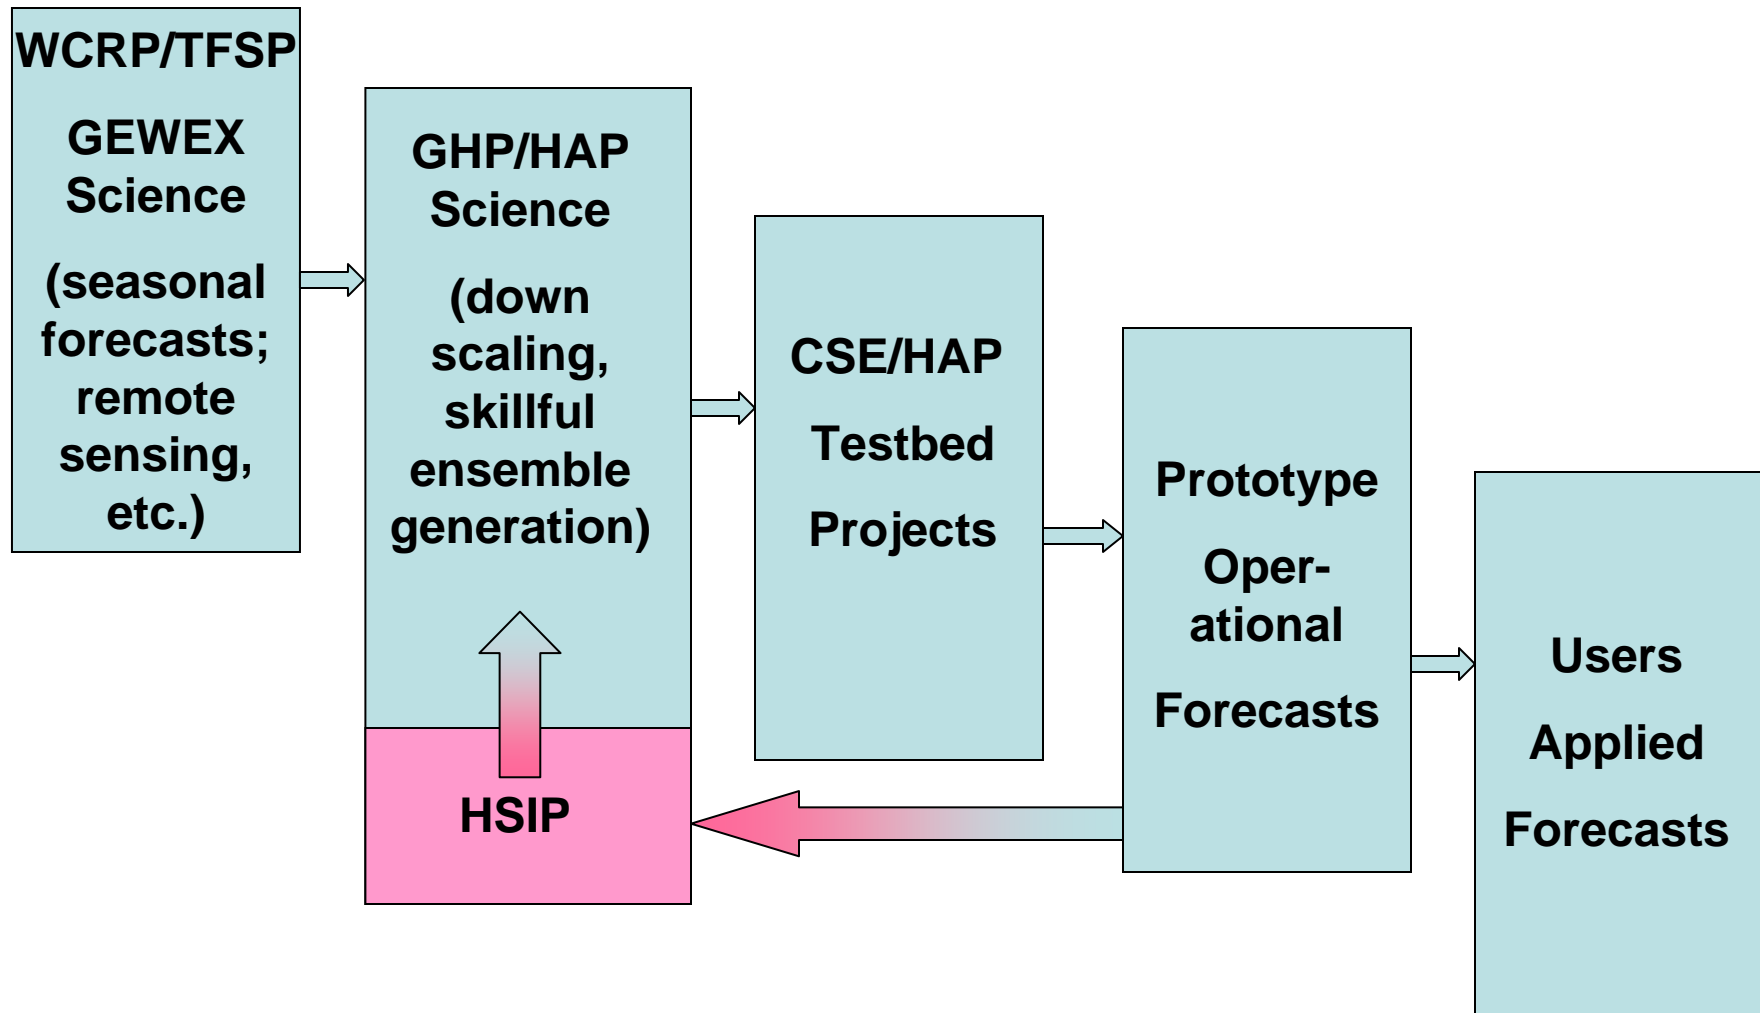 WCRP/TFSP
GEWEX
Science
(seasonal
forecasts;
remote
sensing,
etc.)
GHP/HAP
Science
(down
scaling,
skillful
ensemble
generation)
HSIP
CSE/HAP
Testbed
Projects
Prototype
Oper-
ational
Forecasts
Users
Applied
Forecasts